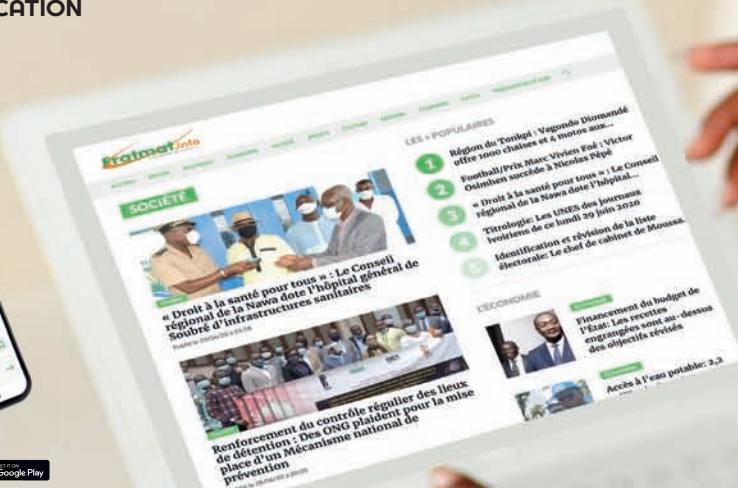 CATION
Fratmat.info
SOCIÉTÉ
« Droit à la santé pour tous » : Le Conseil
régional de la Nawa dote l'hôpital général de
Soubré d'infrastructures sanitaires
Renforcement du contrôle régulier des lieux
de détention : Des ONG plaident pour la mise
place d'un Mécanisme national de
prévention
LES + POPULAIRES
1
Région du Tonkpi : Vagondo Diomandé
offre 1000 chaises et 4 motos aux...
2
Football/Prix Marc Vivien Foé : Victor
Osimhen succède à Nicolas Pépé
3
« Droit à la santé pour tous » : Le Conseil
régional de la Nawa dote l'hôpital...
4
Titrologie: Les UNES des journaux
Ivoiriens de ce lundi 29 juin 2020
5
Identification et révision de la liste
électorale: Le chef de cabinet de Moussa
L'ÉCONOMIE
Financement du budget de
l'État: Les recettes
engrangées sont au-dessus
des objectifs révisés
Accès à l'eau potable: 2,2
GET IT ON
Google Play